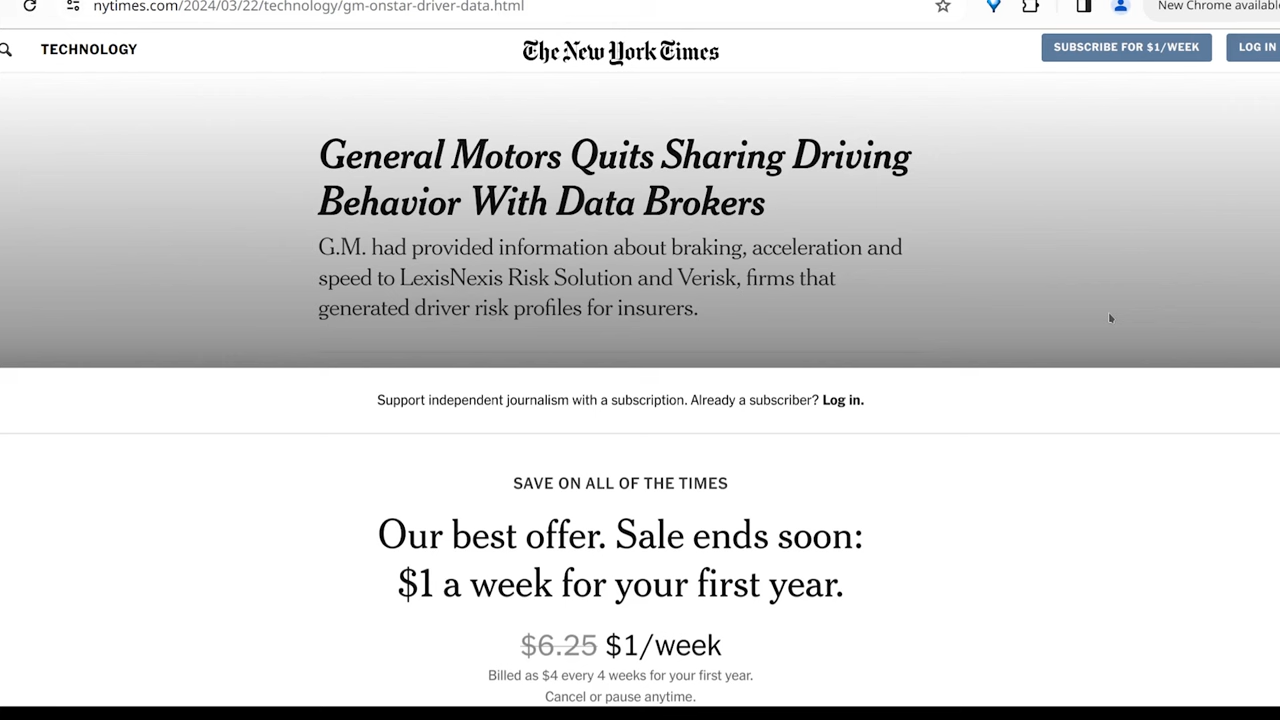 nytimes.com/2024/03/22/technology/gm-onstar-driver-data.html
New Chrome available
TECHNOLOGY
The New York Times
SUBSCRIBE FOR $1/WEEK
LOG IN
General Motors Quits Sharing Driving
Behavior With Data Brokers
G.M. had provided information about braking, acceleration and
speed to LexisNexis Risk Solution and Verisk, firms that
generated driver risk profiles for insurers.
Support independent journalism with a subscription. Already a subscriber? Log in.
SAVE ON ALL OF THE TIMES
Our best offer. Sale ends soon:
$1 a week for your first year.
$6.25 $1/week
Billed as $4 every 4 weeks for your first year.
Cancel or pause anytime.